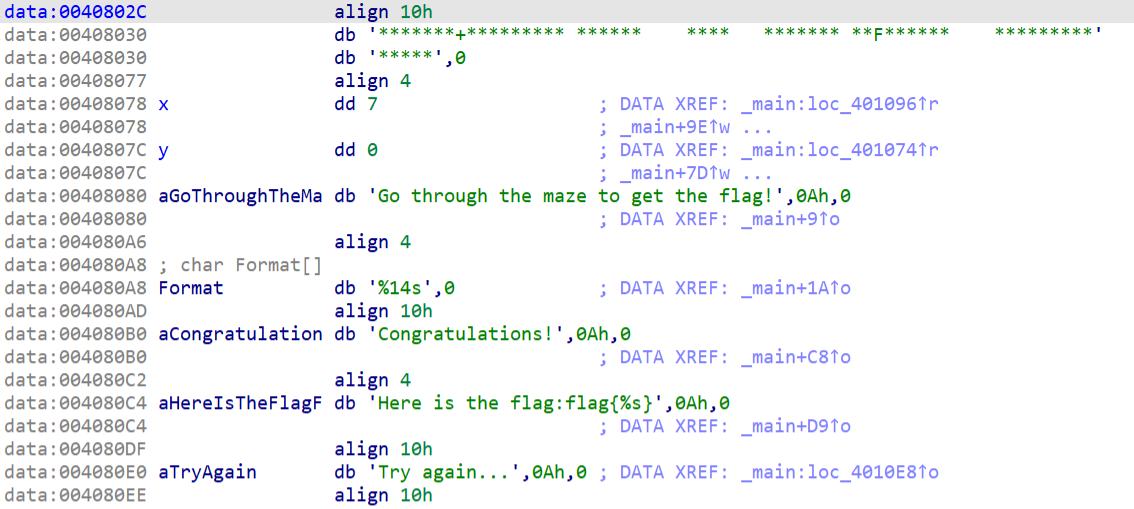 data:0040802C                 align 10h
data:00408030                 db '*******+********* ******    ****   ******* **F******    *********'
data:00408030                 db '*****',0
data:00408077                 align 4
data:00408078 x               dd 7                    ; DATA XREF: _main:loc_401096↑r
data:00408078                                         ; _main+9E↑w ...
data:0040807C y               dd 0                    ; DATA XREF: _main:loc_401074↑r
data:0040807C                                         ; _main+7D↑w ...
data:00408080 aGoThroughTheMa db 'Go through the maze to get the flag!',0Ah,0
data:00408080                                         ; DATA XREF: _main+9↑o
data:004080A6                 align 4
data:004080A8 ; char Format[]
data:004080A8 Format          db '%14s',0             ; DATA XREF: _main+1A↑o
data:004080AD                 align 10h
data:004080B0 aCongratulation db 'Congratulations!',0Ah,0
data:004080B0                                         ; DATA XREF: _main+C8↑o
data:004080C2                 align 4
data:004080C4 aHereIsTheFlagF db 'Here is the flag:flag{%s}',0Ah,0
data:004080C4                                         ; DATA XREF: _main+D9↑o
data:004080DF                 align 10h
data:004080E0 aTryAgain       db 'Try again...',0Ah,0 ; DATA XREF: _main:loc_4010E8↑o
data:004080EE                 align 10h